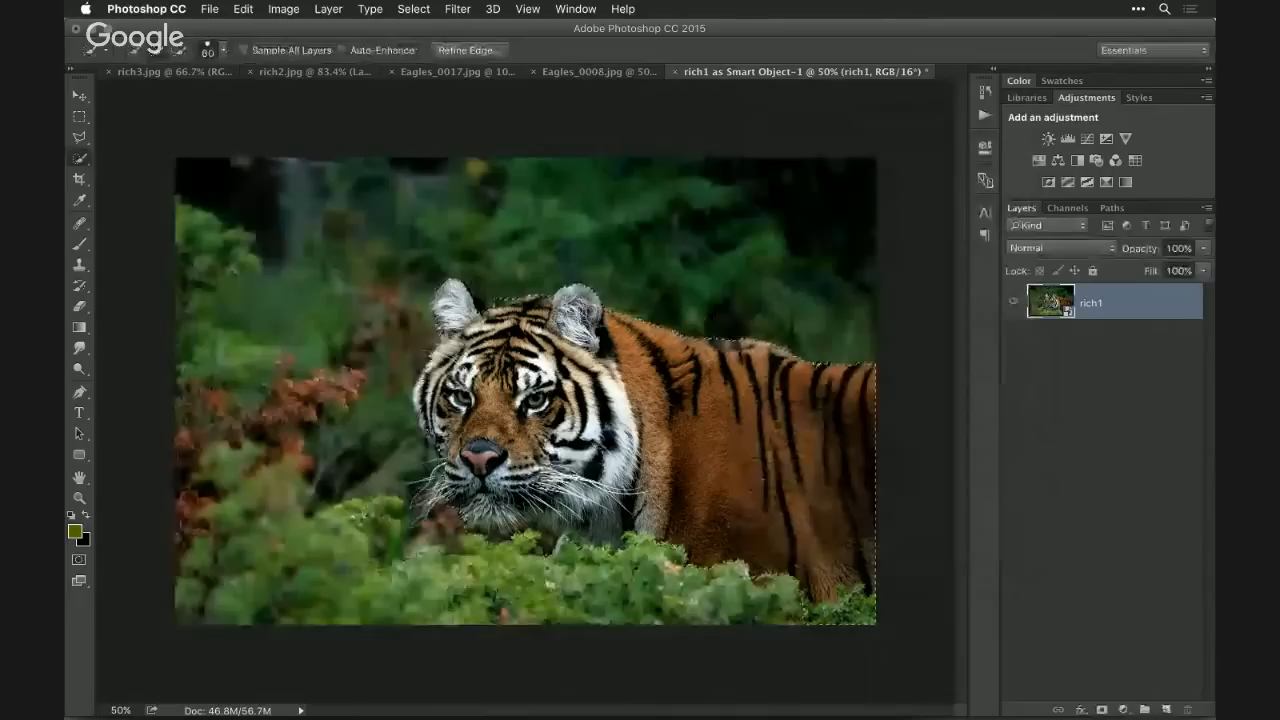 Photoshop CC File Edit Image Layer Type Select Filter 3D View Window Help
Adobe Photoshop CC 2015
Google
60 Sample All Layers Auto-Enhance Refine Edge... Essentials
× rich3.jpg @ 66.7% (RG... × rich2.jpg @ 83.4% (La... × Eagles_0017.jpg @ 10... × Eagles_0008.jpg @ 50... × rich1 as Smart Object-1 @ 50% (rich1, RGB/16*) *
Color Swatches
Libraries Adjustments Styles
Add an adjustment
Layers Channels Paths
Kind
Normal Opacity: 100%
Lock: Fill: 100%
rich1
50% Doc: 46.8M/56.7M